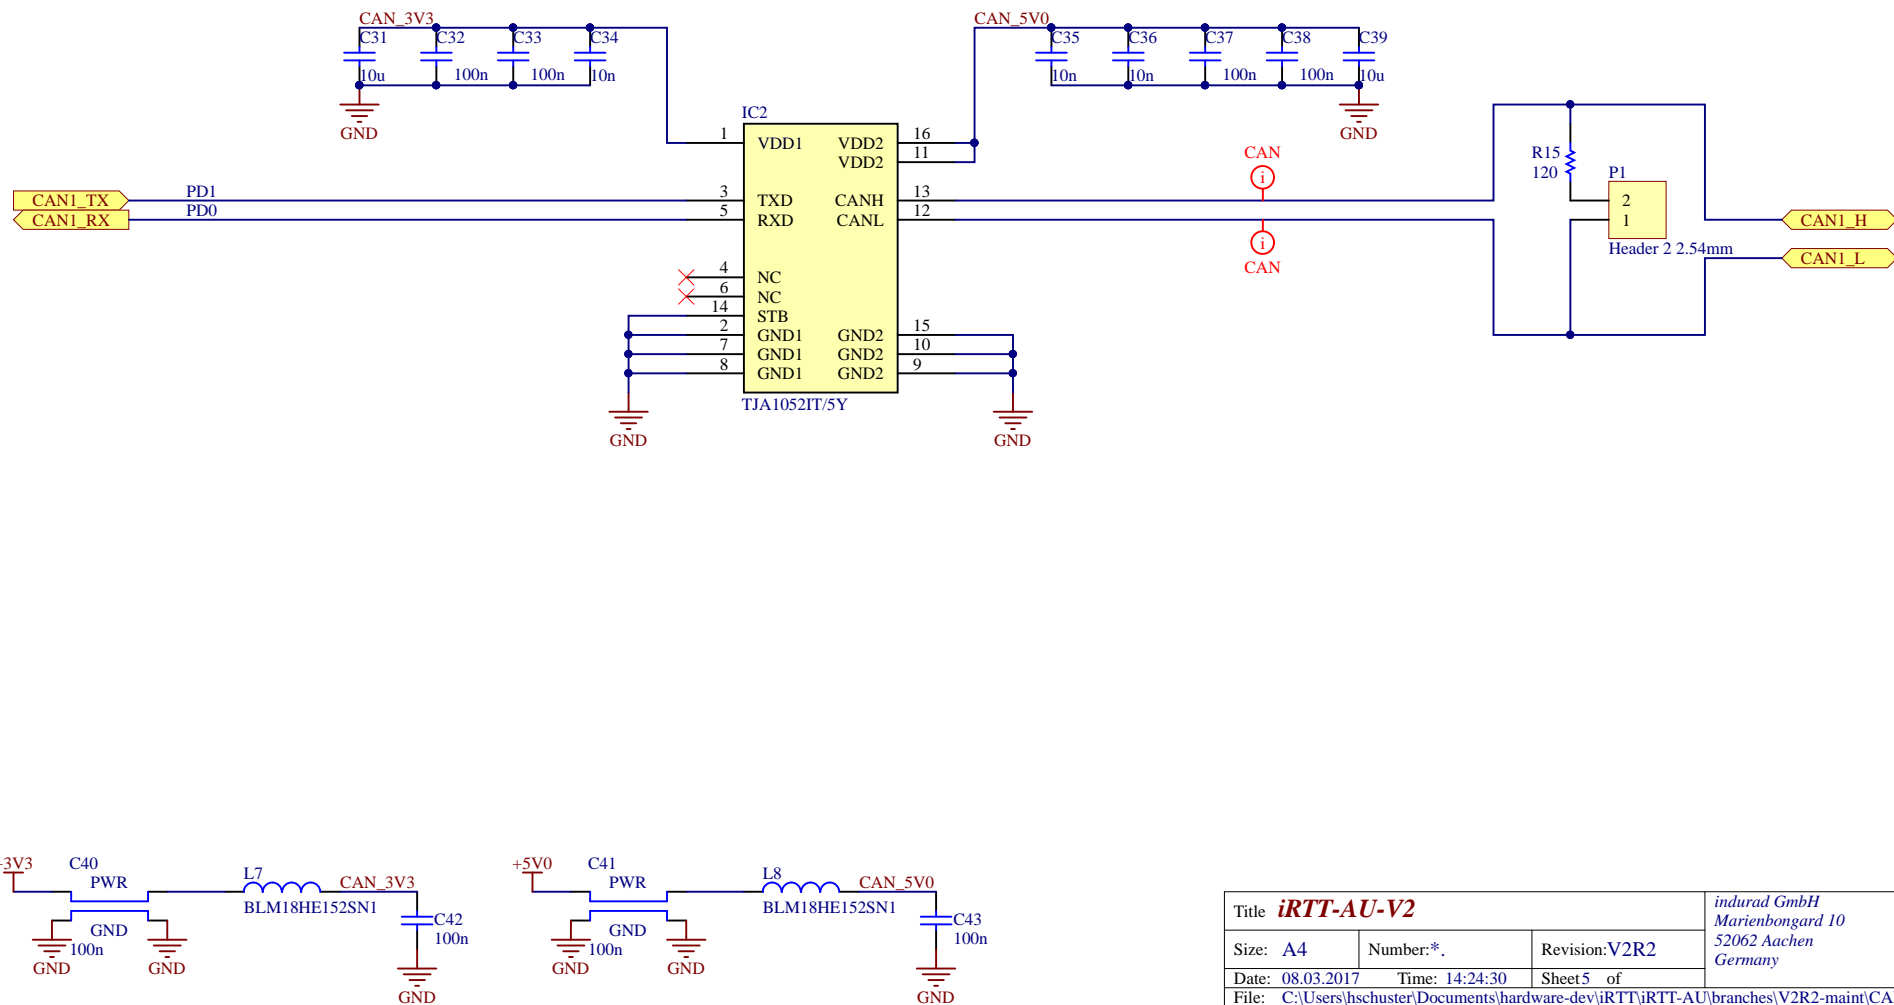 CAN_3V3
C31
C32
C33
C34
10u
100n
100n
10n
GND
CAN_5V0
C35
C36
C37
C38
C39
10n
10n
100n
100n
10u
GND
IC2
1 VDD1
VDD2 16
VDD2 11
CAN1_TX
PD1
3 TXD
CANH 13
CAN1_RX
PD0
5 RXD
CANL 12
4 NC
6 NC
14 STB
2 GND1
GND2 15
7 GND1
GND2 10
8 GND1
GND2 9
TJA1052IT/5Y
GND
GND
CAN
i
i
CAN
R15
120
P1
2
1
Header 2 2.54mm
CAN1_H
CAN1_L
+3V3
C40
PWR
GND
100n
GND
GND
L7
BLM18HE152SN1
CAN_3V3
C42
100n
GND
+5V0
C41
PWR
GND
100n
GND
GND
L8
BLM18HE152SN1
CAN_5V0
C43
100n
GND
Title iRTT-AU-V2
indurad GmbH
Marienbongard 10
52062 Aachen
Germany
Size: A4 Number:*. Revision:V2R2
Date: 08.03.2017 Time: 14:24:30 Sheet5 of
File: C:\Users\hschuster\Documents\hardware-dev\iRTT\iRTT-AU\branches\V2R2-maint\CA